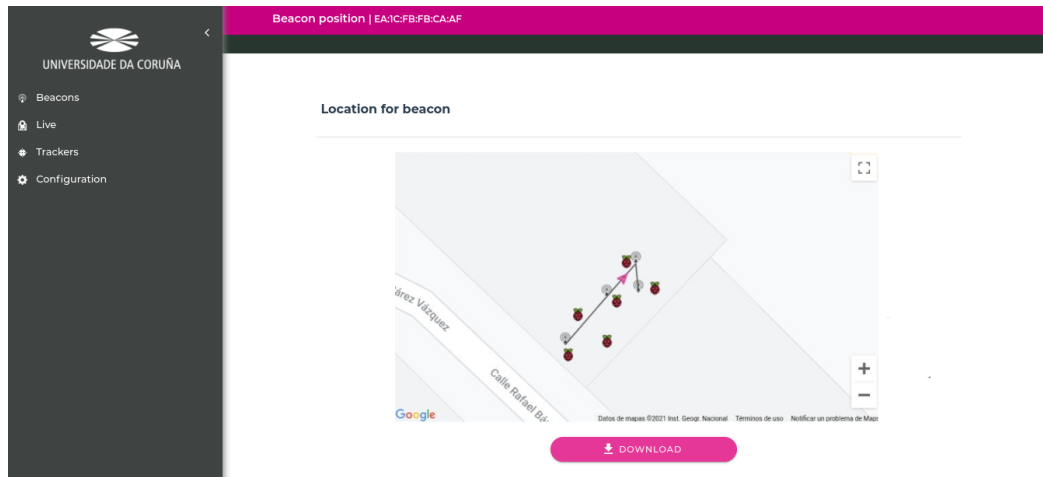 Beacon position | EA:1C:FB:FB:CA:AF
UNIVERSIDADE DA CORUÑA
Beacons
Live
Trackers
Configuration
Location for beacon
Vázquez
Calle Rafael
Google
Datos de mapas ©2021 Inst. Geogr. Nacional
Términos de uso
Notificar un problema de Maps
DOWNLOAD